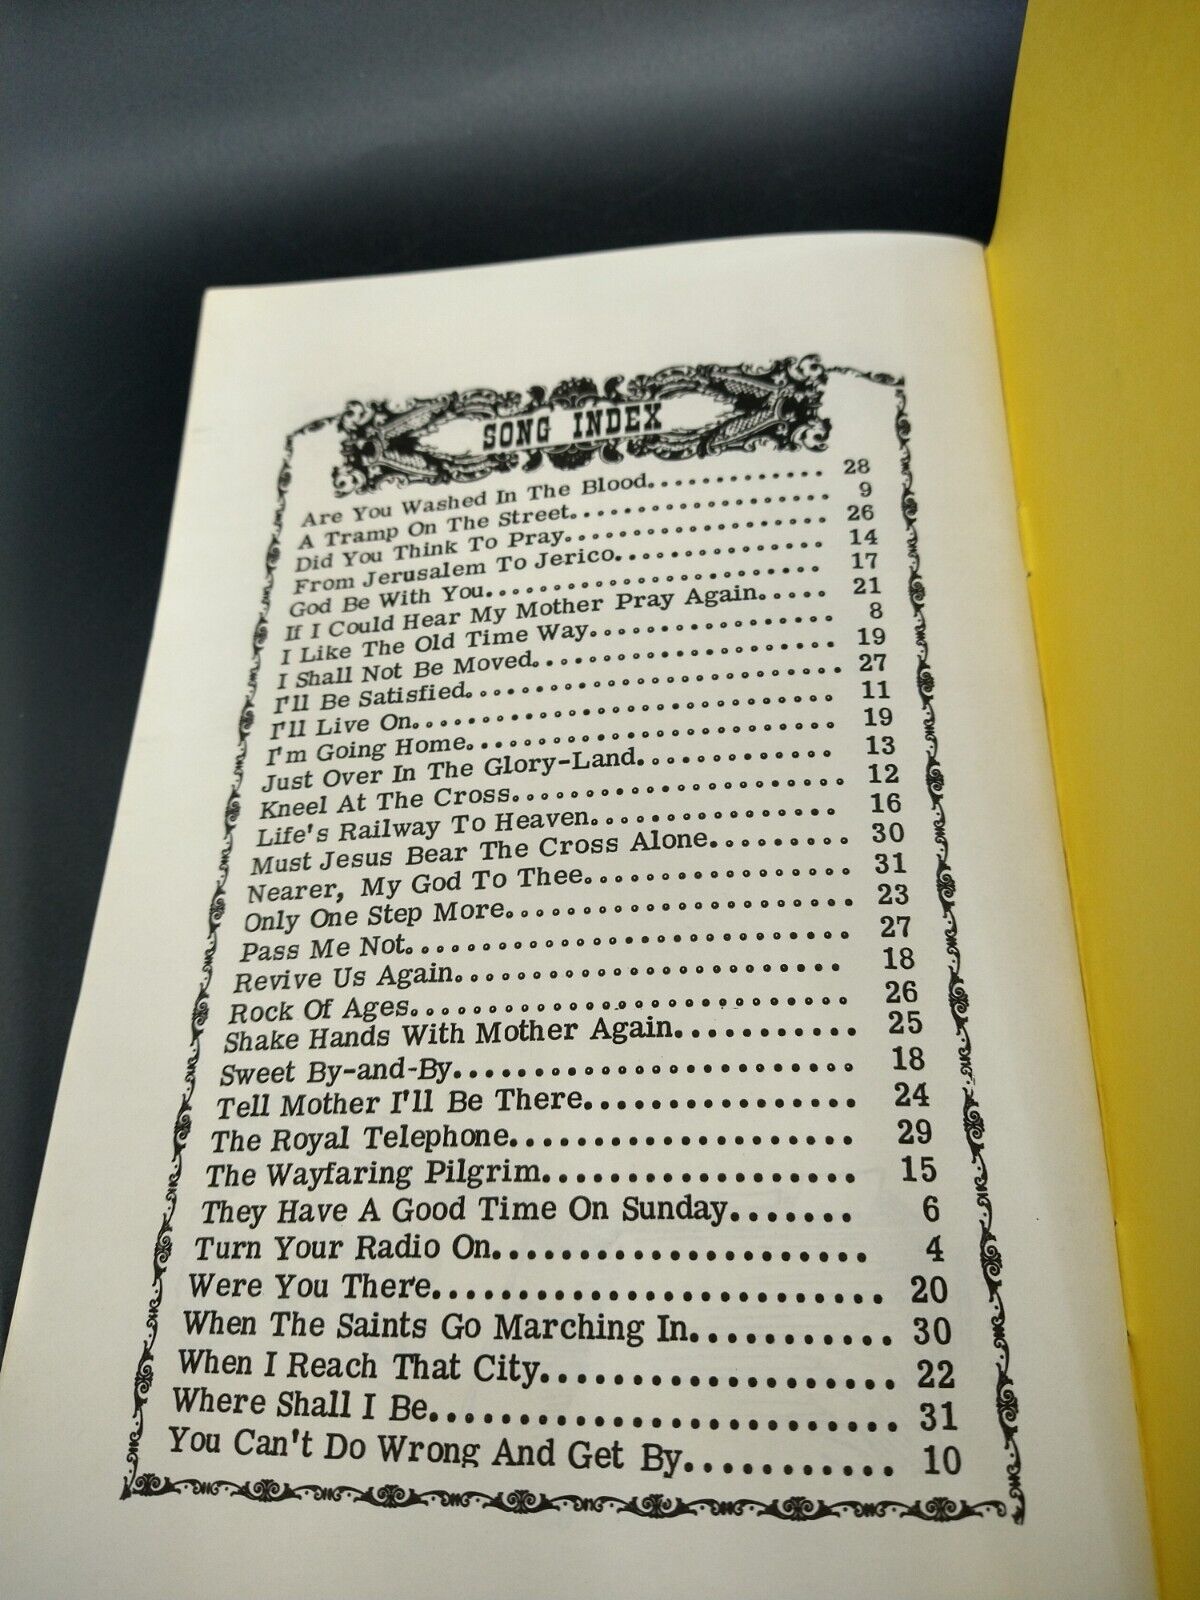 SONG INDEX
Are You Washed In The Blood............. 28
A Tramp On The Street................... 9
Did You Think To Pray................... 26
From Jerusalem To Jerico............... 14
God Be With You........................ 17
If I Could Hear My Mother Pray Again..... 21
I Like The Old Time Way................. 8
I Shall Not Be Moved.................... 19
I'll Be Satisfied........................ 27
I'll Live On............................ 11
I'm Going Home........................ 19
Just Over In The Glory-Land............. 13
Kneel At The Cross...................... 12
Life's Railway To Heaven................ 16
Must Jesus Bear The Cross Alone......... 30
Nearer, My God To Thee................. 31
Only One Step More...................... 23
Pass Me Not............................ 27
Revive Us Again........................ 18
Rock Of Ages............................ 26
Shake Hands With Mother Again........... 25
Sweet By-and-By......................... 18
Tell Mother I'll Be There................ 24
The Royal Telephone..................... 29
The Wayfaring Pilgrim................... 15
They Have A Good Time On Sunday....... 6
Turn Your Radio On...................... 4
Were You There.......................... 20
When The Saints Go Marching In........... 30
When I Reach That City.................... 22
Where Shall I Be........................... 31
You Can't Do Wrong And Get By........... 10